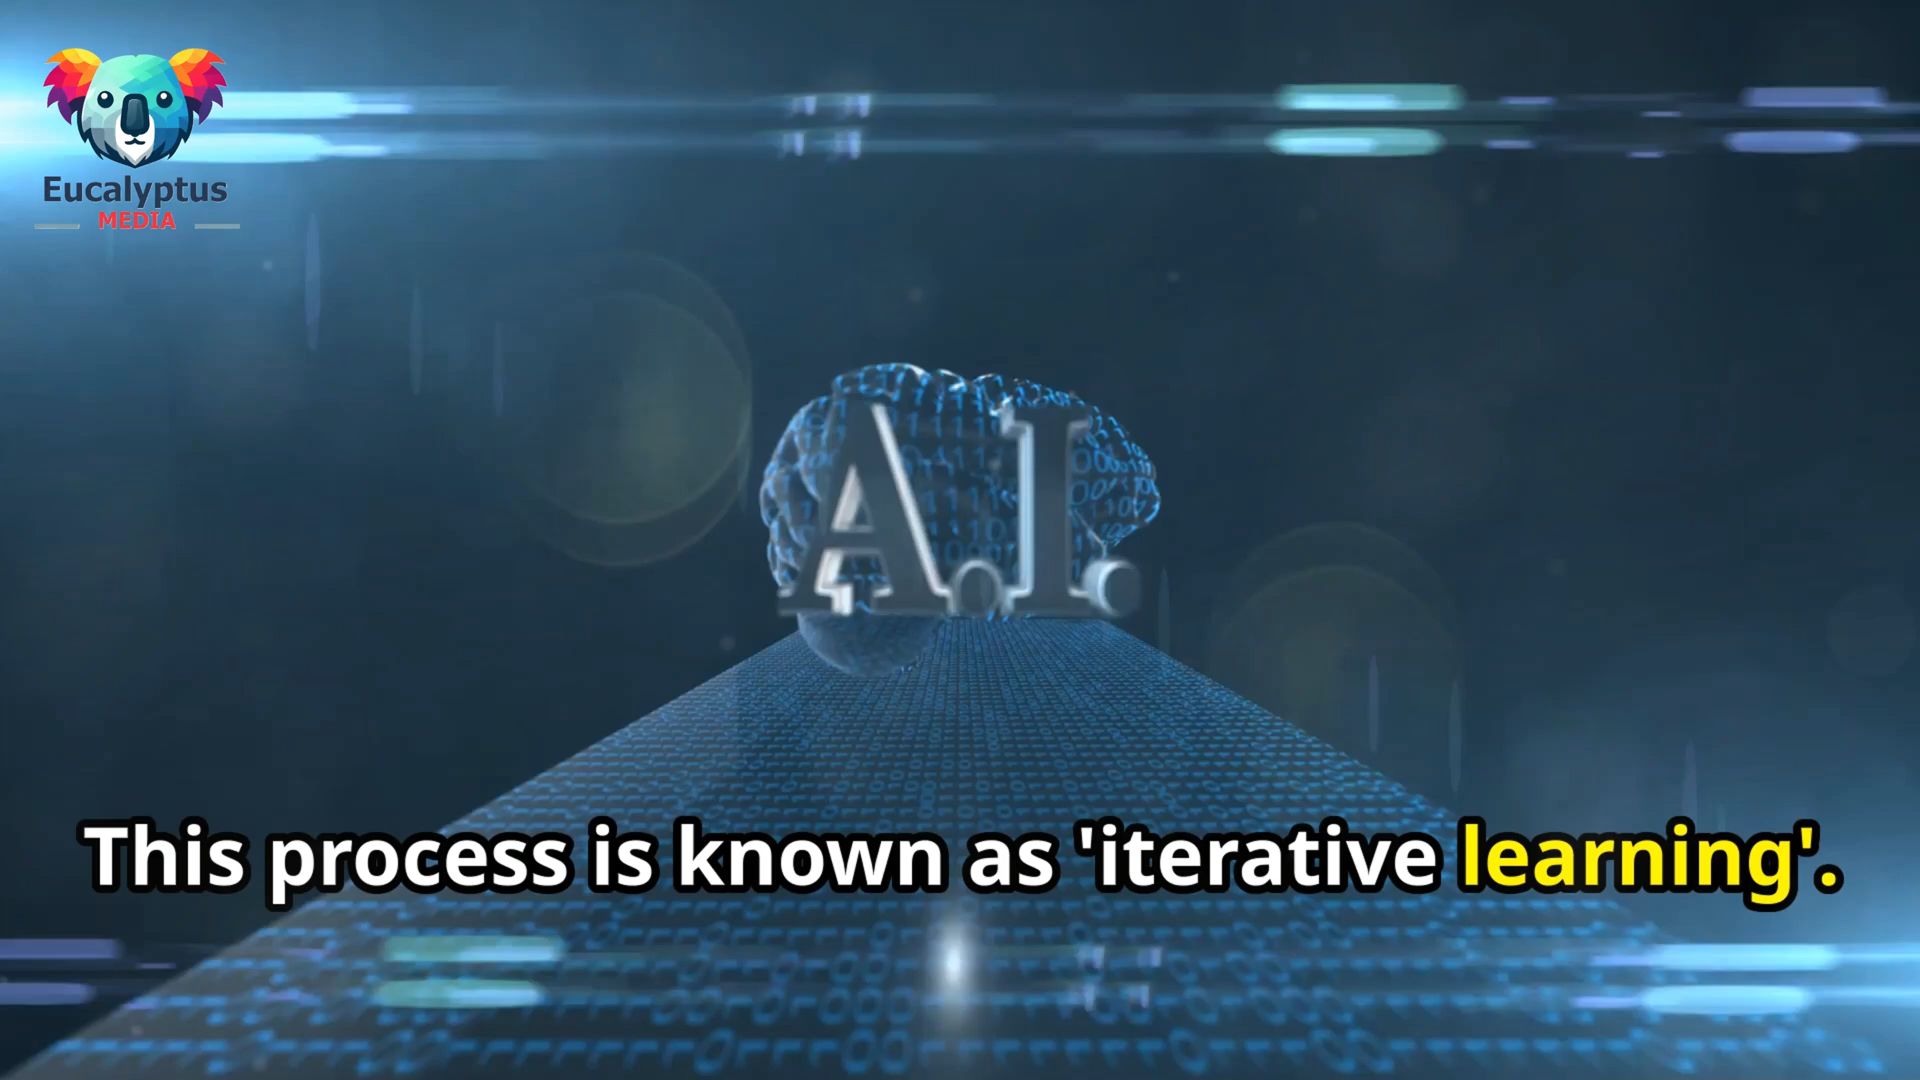 Eucalyptus
MEDIA
A.I.
This process is known as 'iterative learning'.